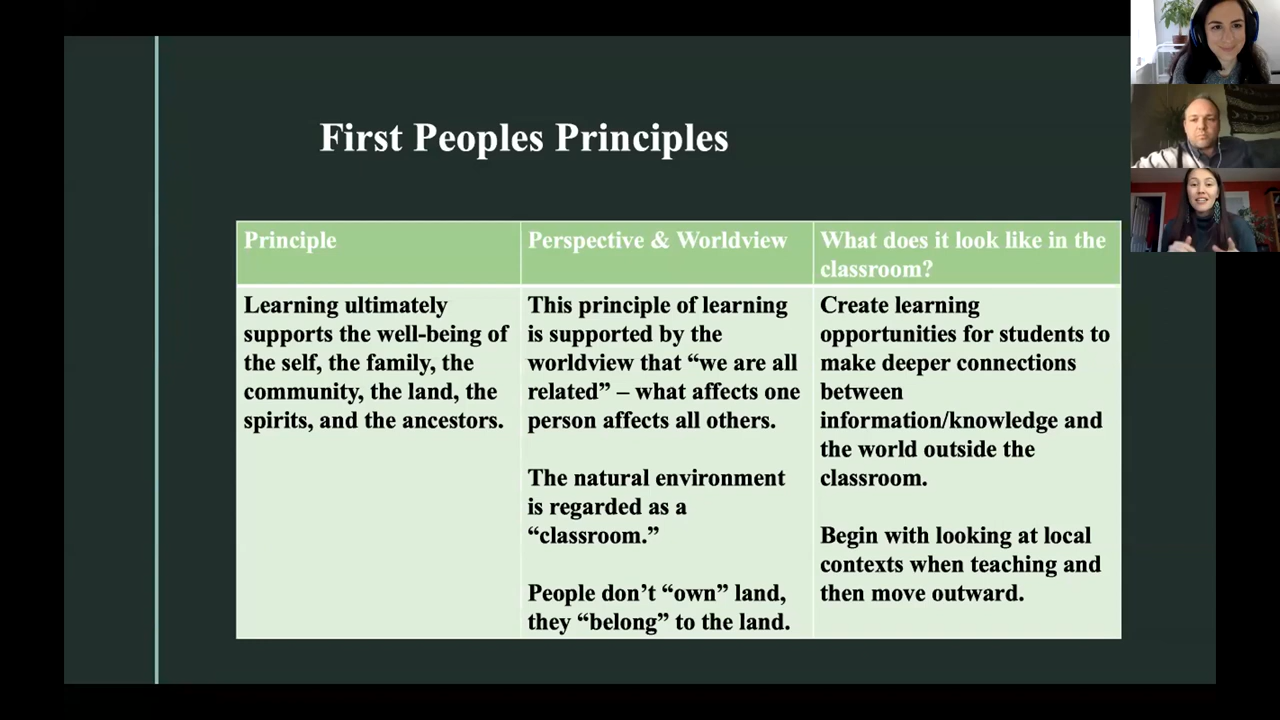 First Peoples Principles
Principle
Perspective & Worldview
What does it look like in the
classroom?
Learning ultimately
supports the well-being of
the self, the family, the
community, the land, the
spirits, and the ancestors.
This principle of learning
is supported by the
worldview that “we are all
related” – what affects one
person affects all others.
The natural environment
is regarded as a
“classroom.”
People don’t “own” land,
they “belong” to the land.
Create learning
opportunities for students to
make deeper connections
between
information/knowledge and
the world outside the
classroom.
Begin with looking at local
contexts when teaching and
then move outward.